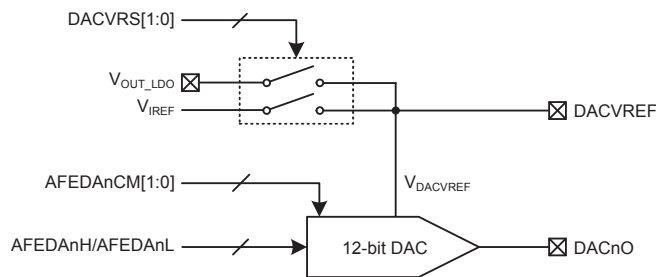 DACVRS[1:0]
VOUT_LDO
VIREF
DACVREF
VDACVREF
AFEDAnCM[1:0]
AFEDAnH/AFEDAnL
12-bit DAC
DACnO